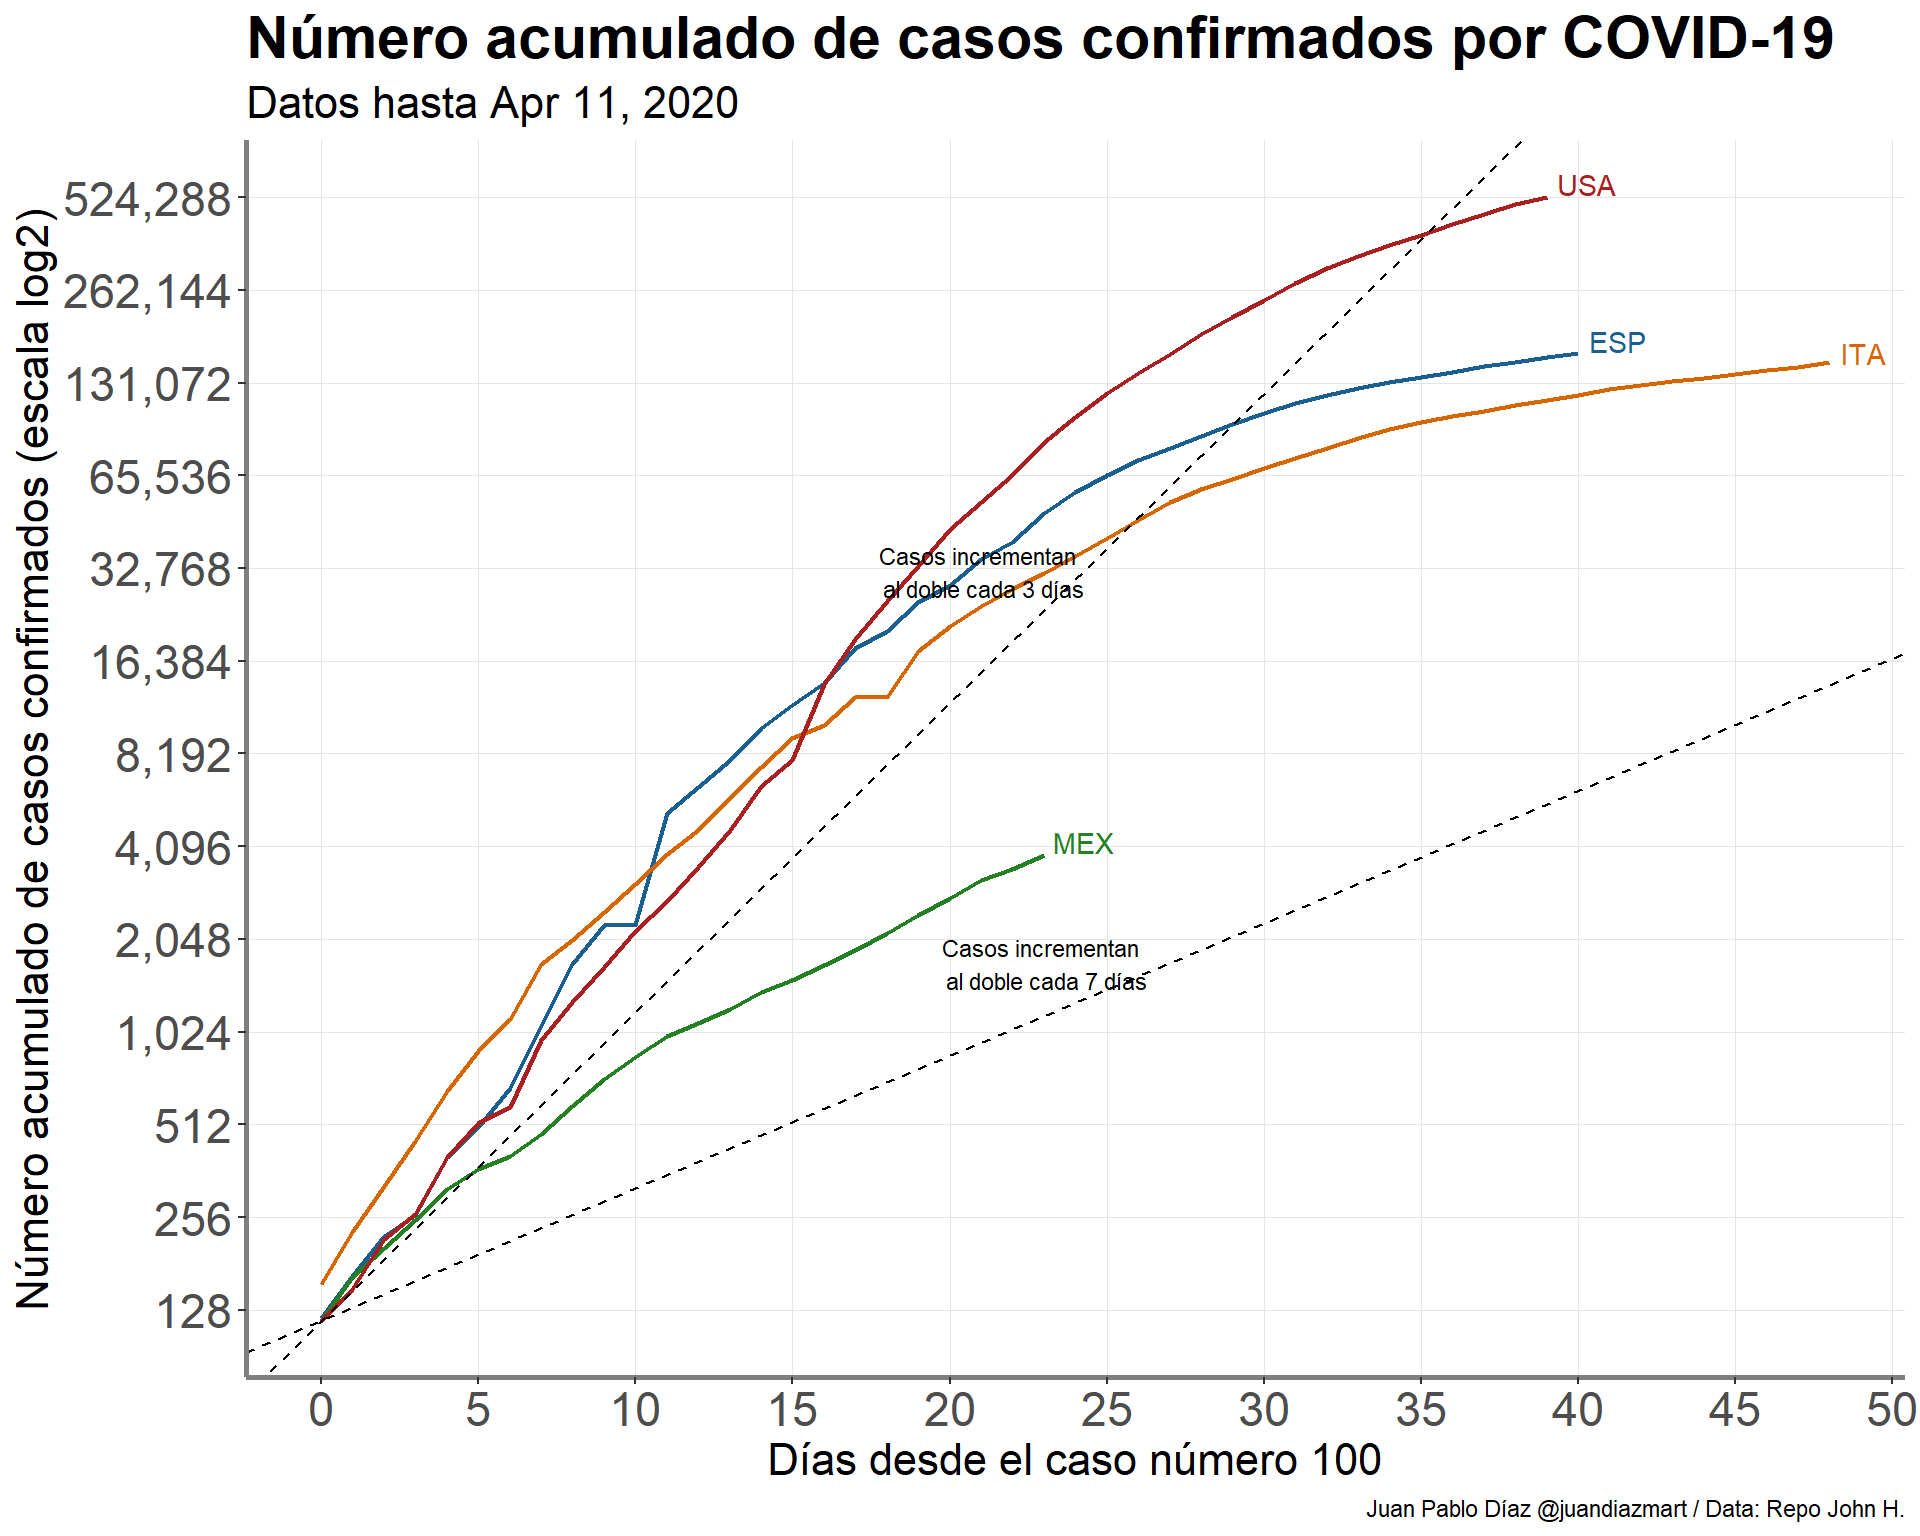 Número acumulado de casos confirmados por COVID-19
Datos hasta Apr 11, 2020
Número acumulado de casos confirmados (escala log2)
524,288
262,144
131,072
65,536
32,768
16,384
8,192
4,096
2,048
1,024
512
256
128
USA
ESP
ITA
Casos incrementan
al doble cada 3 días
MEX
Casos incrementan
al doble cada 7 días
0 5 10 15 20 25 30 35 40 45 50
Días desde el caso número 100
Juan Pablo Díaz @juandiazmart / Data: Repo John H.